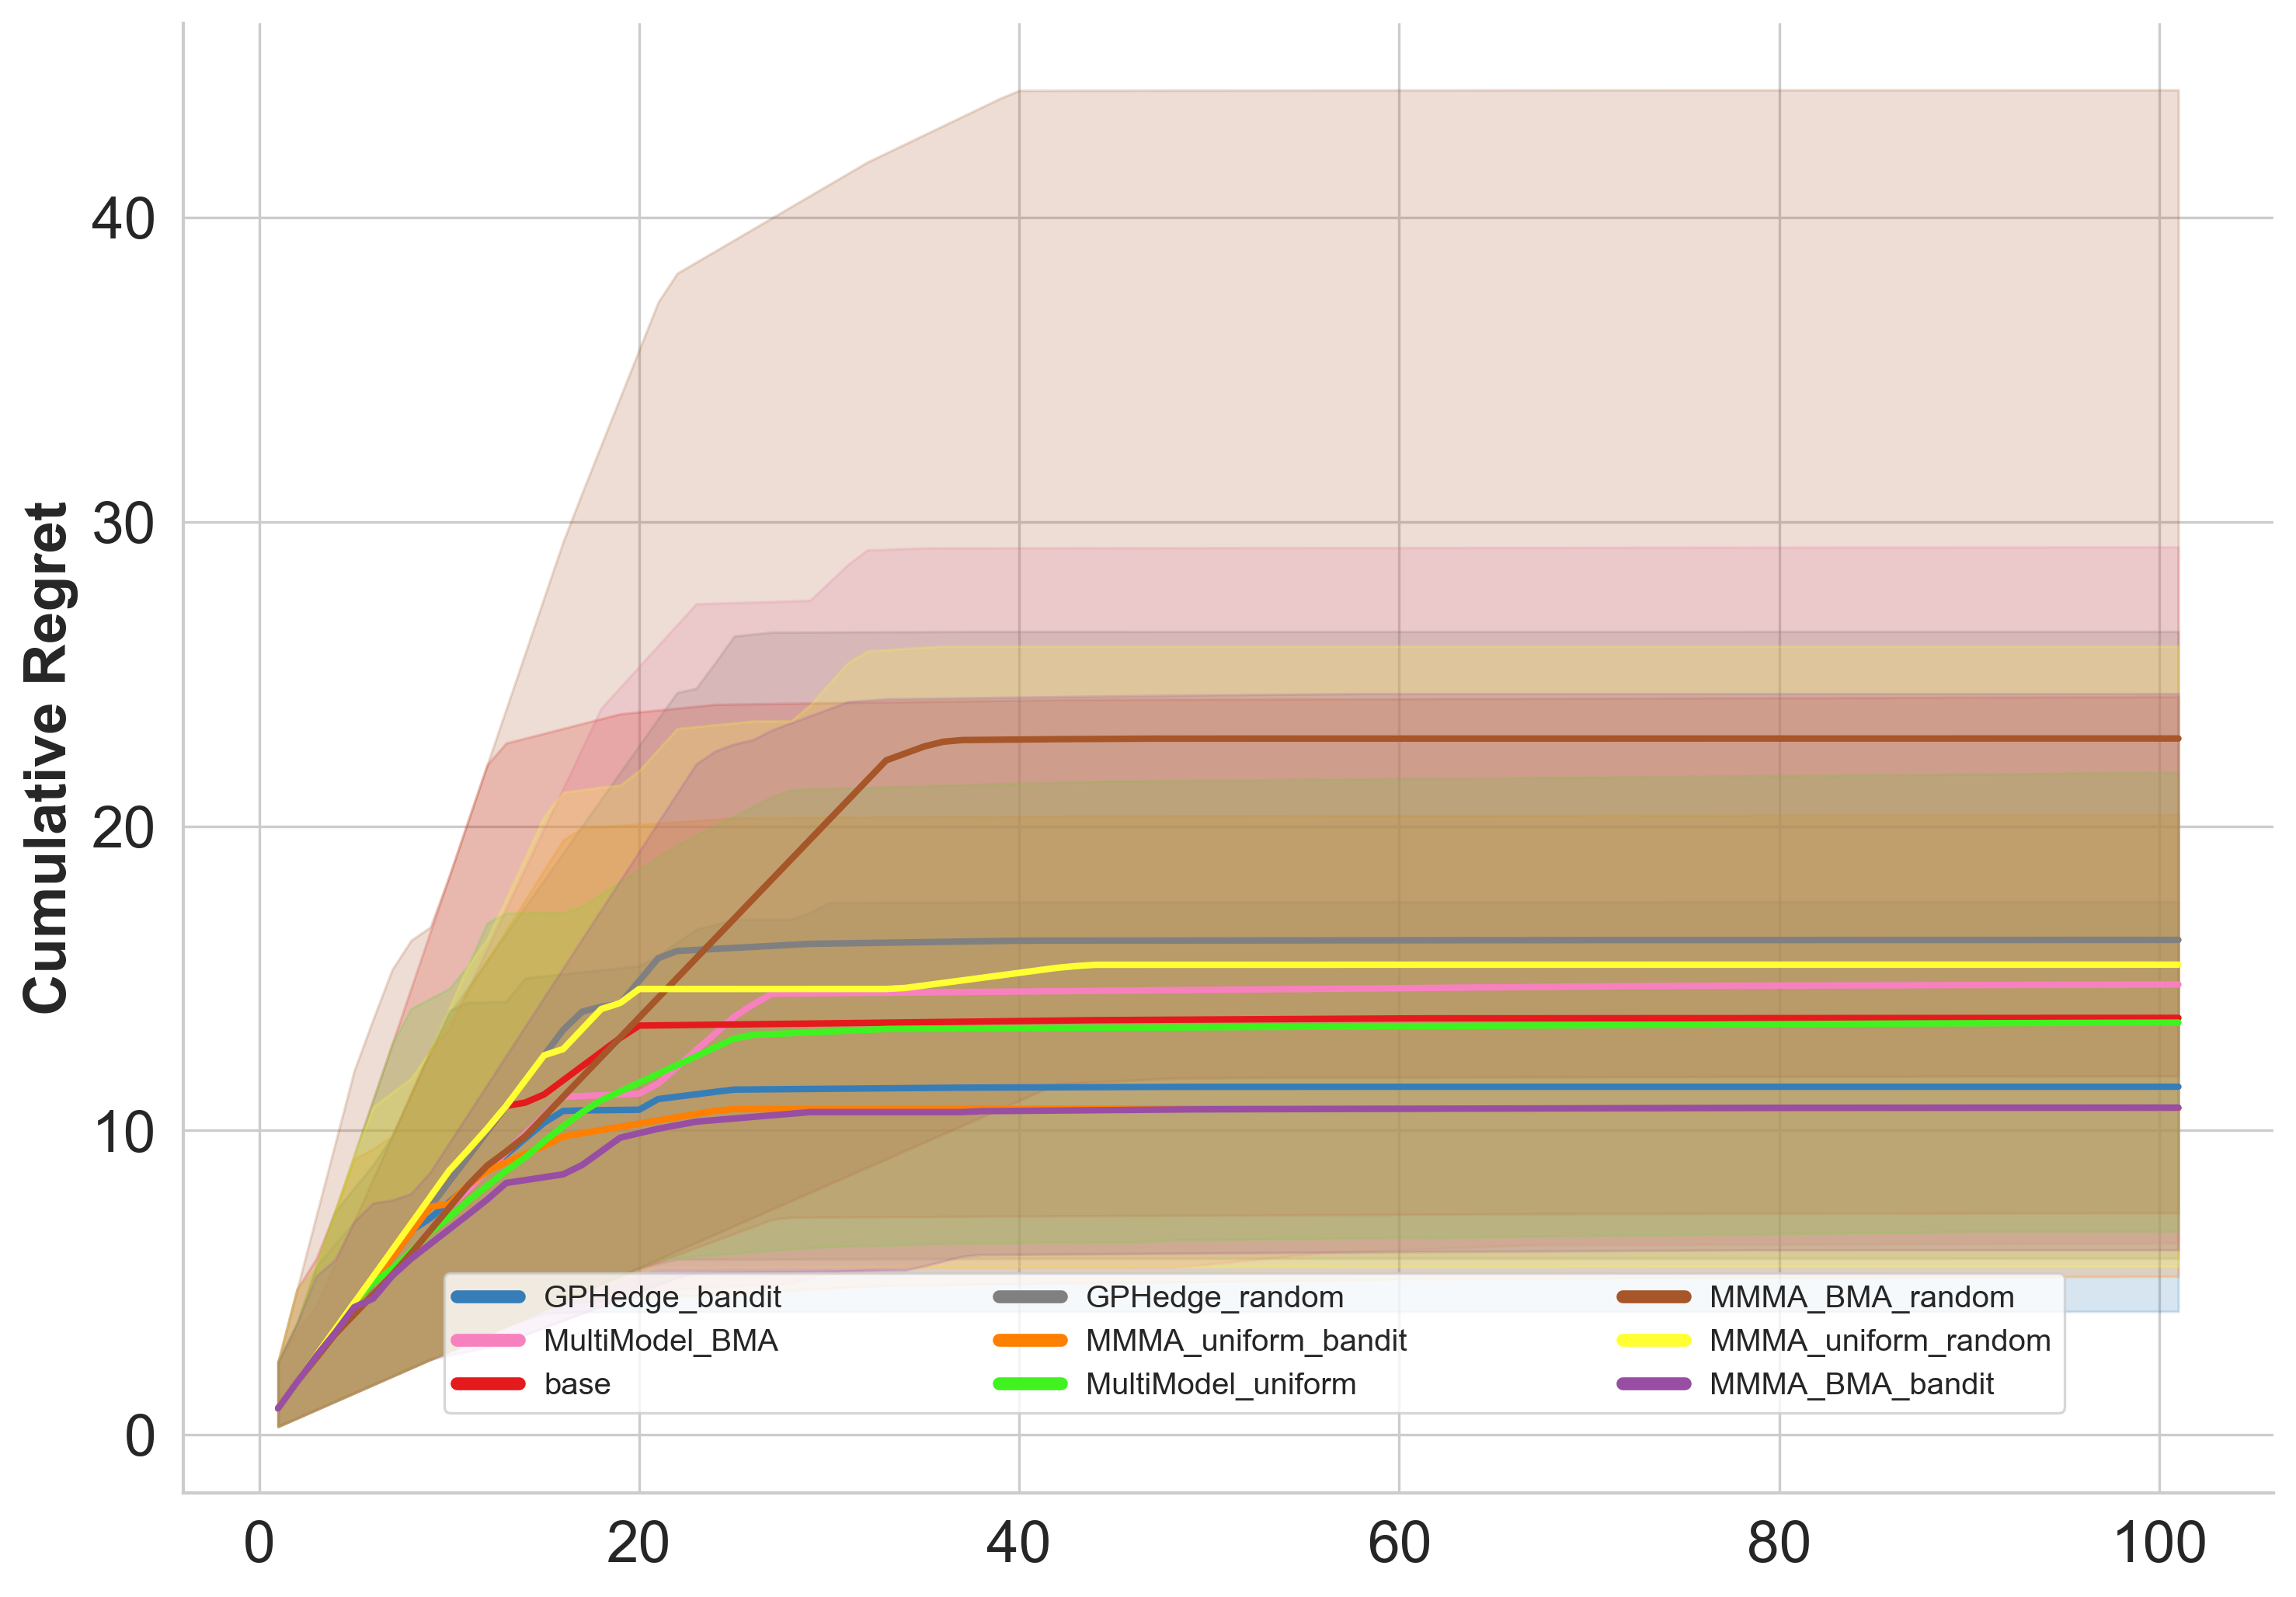 Cumulative Regret
40
30
20
10
0
GPHedge_bandit GPHedge_random MMMA_BMA_random
MultiModel_BMA MMMA_uniform_bandit MMMA_uniform_random
base MultiModel_uniform MMMA_BMA_bandit
0 20 40 60 80 100